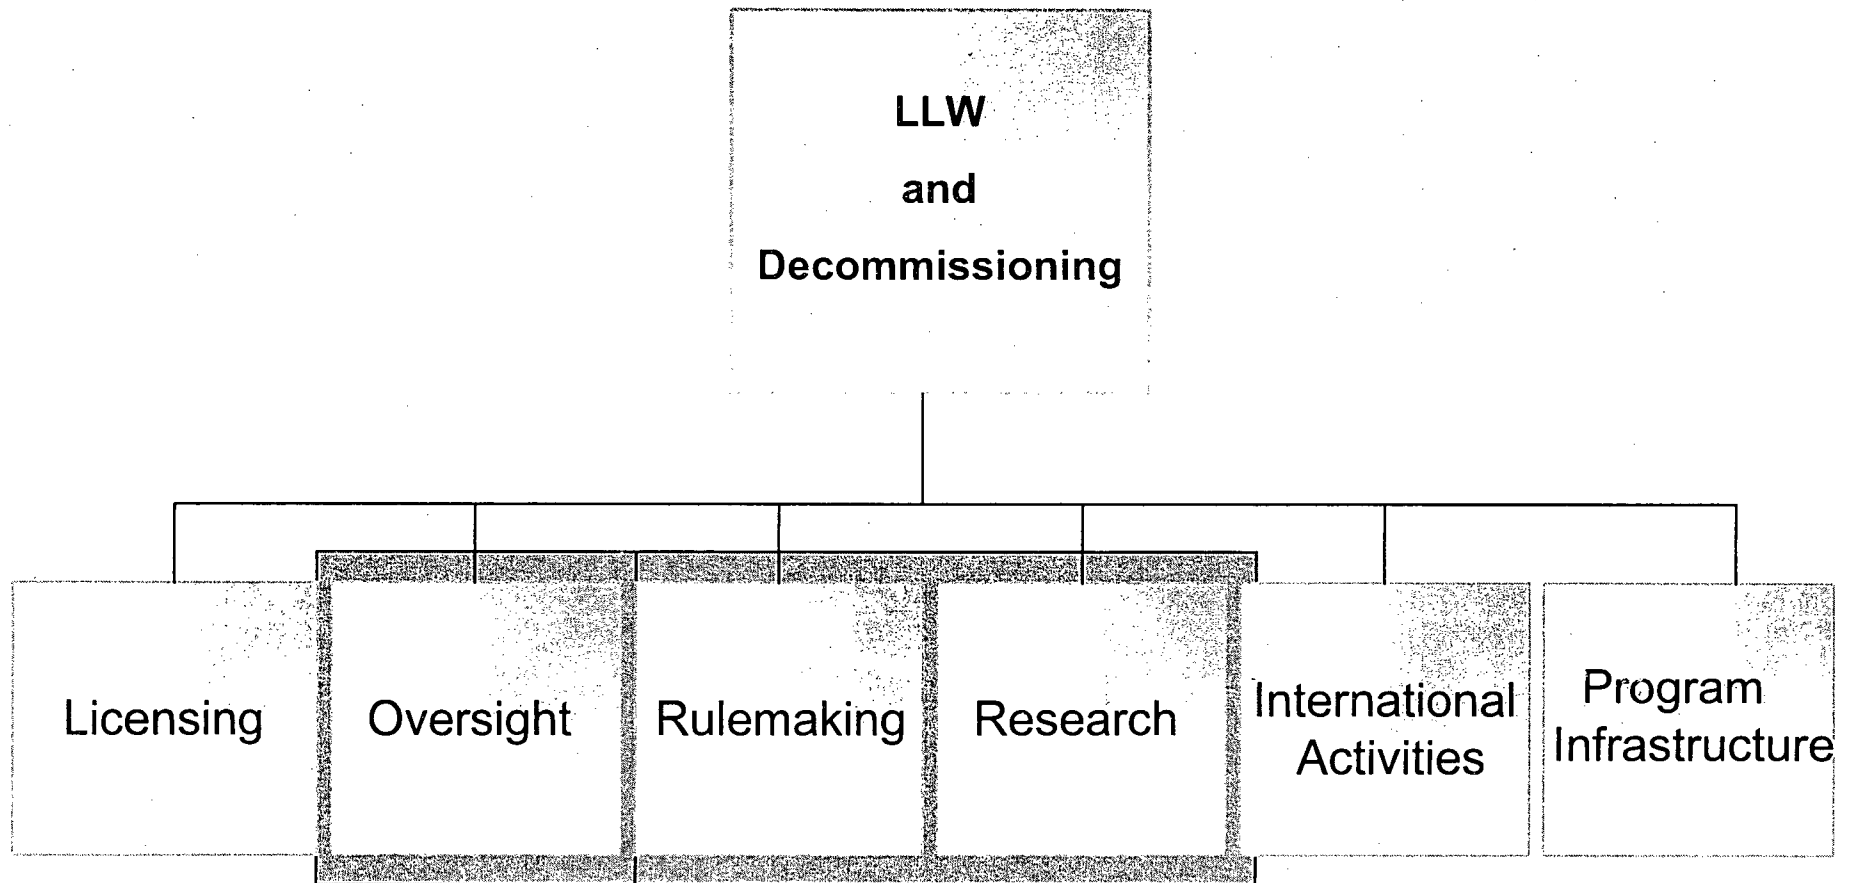 LLW
and
Decommissioning
Licensing
Oversight
Rulemaking
Research
International
Activities
Program
Infrastructure